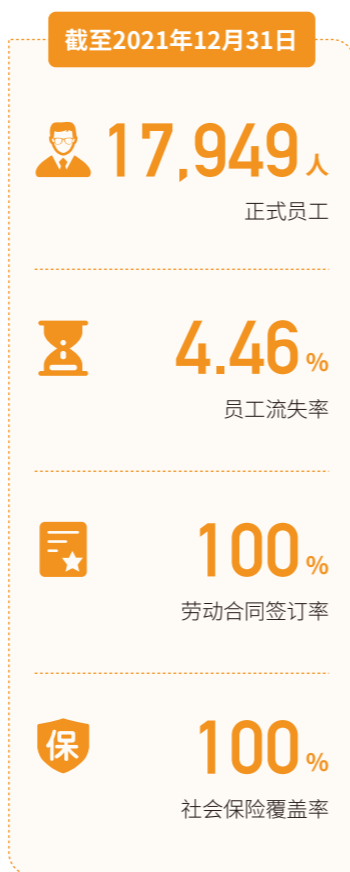 截至2021年12月31日
17,949人
正式员工
4.46%
员工流失率
100%
劳动合同签订率
保
100%
社会保险覆盖率